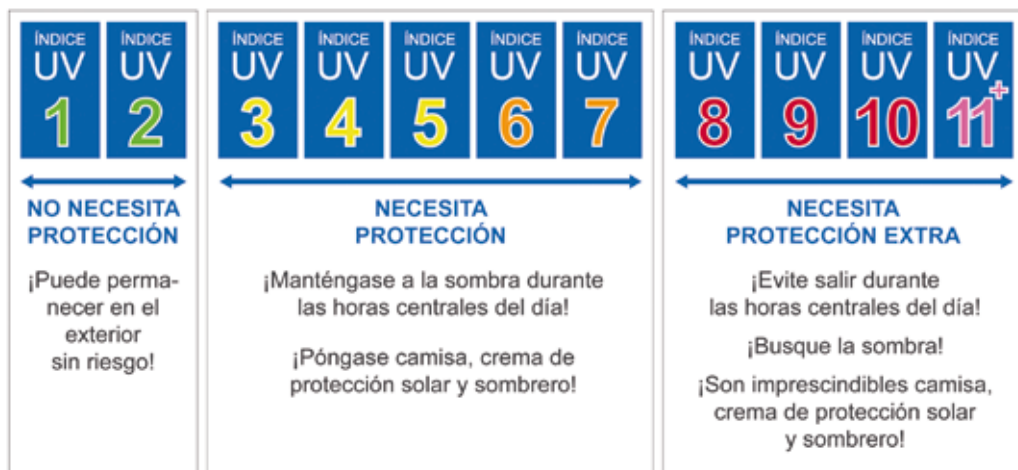 ÍNDICE
UV
1
ÍNDICE
UV
2
NO NECESITA
PROTECCIÓN
¡Puede perma-
necer en el
exterior
sin riesgo!
ÍNDICE
UV
3
ÍNDICE
UV
4
ÍNDICE
UV
5
ÍNDICE
UV
6
ÍNDICE
UV
7
NECESITA
PROTECCIÓN
¡Manténgase a la sombra durante
las horas centrales del día!
¡Póngase camisa, crema de
protección solar y sombrero!
ÍNDICE
UV
8
ÍNDICE
UV
9
ÍNDICE
UV
10
ÍNDICE
UV
11+
NECESITA
PROTECCIÓN EXTRA
¡Evite salir durante
las horas centrales del día!
¡Busque la sombra!
¡Son imprescindibles camisa,
crema de protección solar
y sombrero!